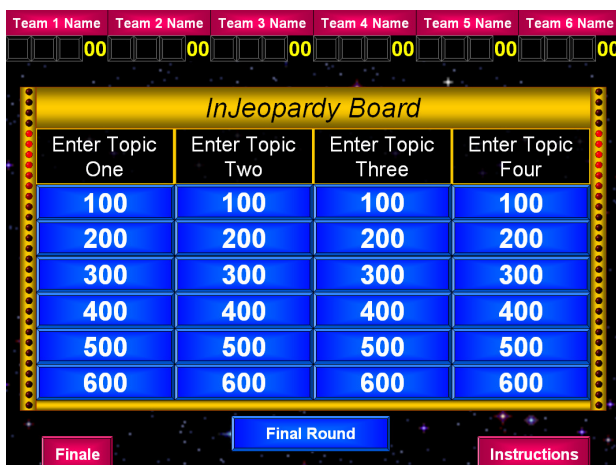 Team 1 Name Team 2 Name Team 3 Name Team 4 Name Team 5 Name Team 6 Name
00 00 00 00 00 00
InJeopardy Board
Enter Topic One Enter Topic Two Enter Topic Three Enter Topic Four
100 100 100 100
200 200 200 200
300 300 300 300
400 400 400 400
500 500 500 500
600 600 600 600
Final Round
Finale Instructions